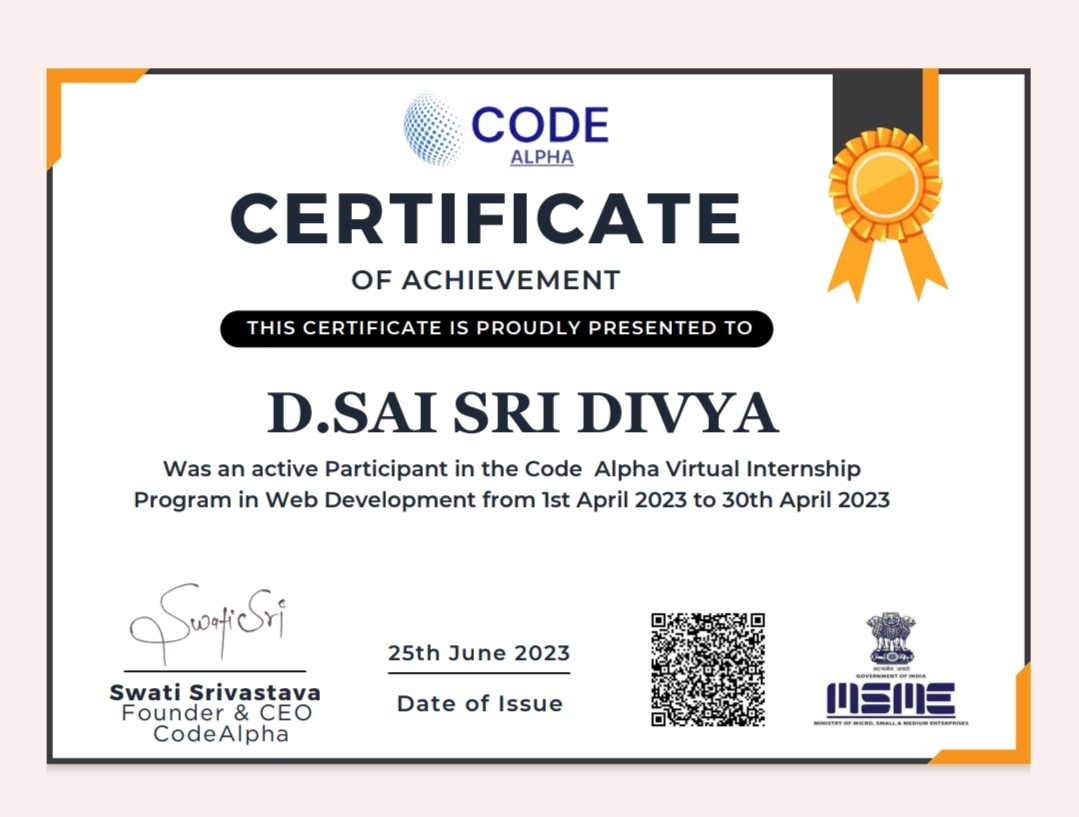 CODE
ALPHA
CERTIFICATE
OF ACHIEVEMENT
THIS CERTIFICATE IS PROUDLY PRESENTED TO
D.SAI SRI DIVYA
Was an active Participant in the Code Alpha Virtual Internship
Program in Web Development from 1st April 2023 to 30th April 2023
SwatiSri
Swati Srivastava
Founder & CEO
CodeAlpha
25th June 2023
Date of Issue
सत्यमेव जयते
GOVERNMENT OF INDIA
MSME
MINISTRY OF MICRO, SMALL & MEDIUM ENTERPRISES